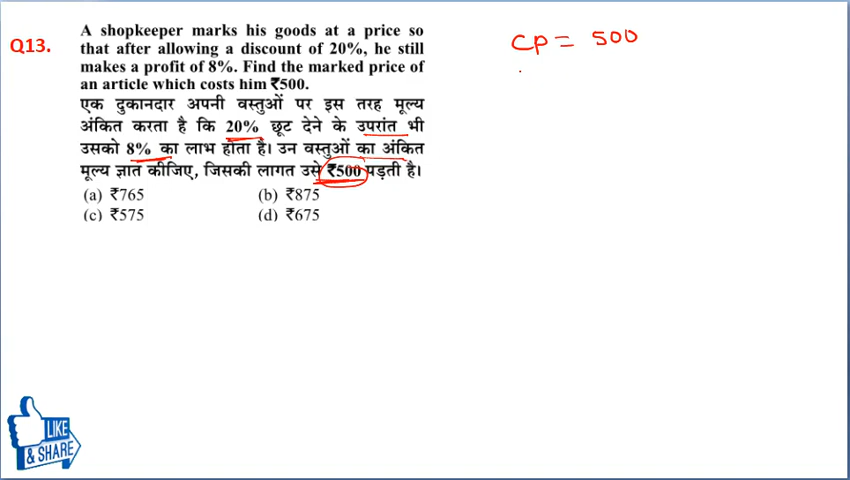 Q13.
A shopkeeper marks his goods at a price so
that after allowing a discount of 20%, he still
makes a profit of 8%. Find the marked price of
an article which costs him ₹500.
एक दुकानदार अपनी वस्तुओं पर इस तरह मूल्य
अंकित करता है कि 20% छूट देने के उपरांत भी
उसको 8% का लाभ होता है। उन वस्तुओं का अंकित
मूल्य ज्ञात कीजिए, जिसकी लागत उसे ₹500 पड़ती है।
(a) ₹765 (b) ₹875
(c) ₹575 (d) ₹675
CP = 500
LIKE
& SHARE